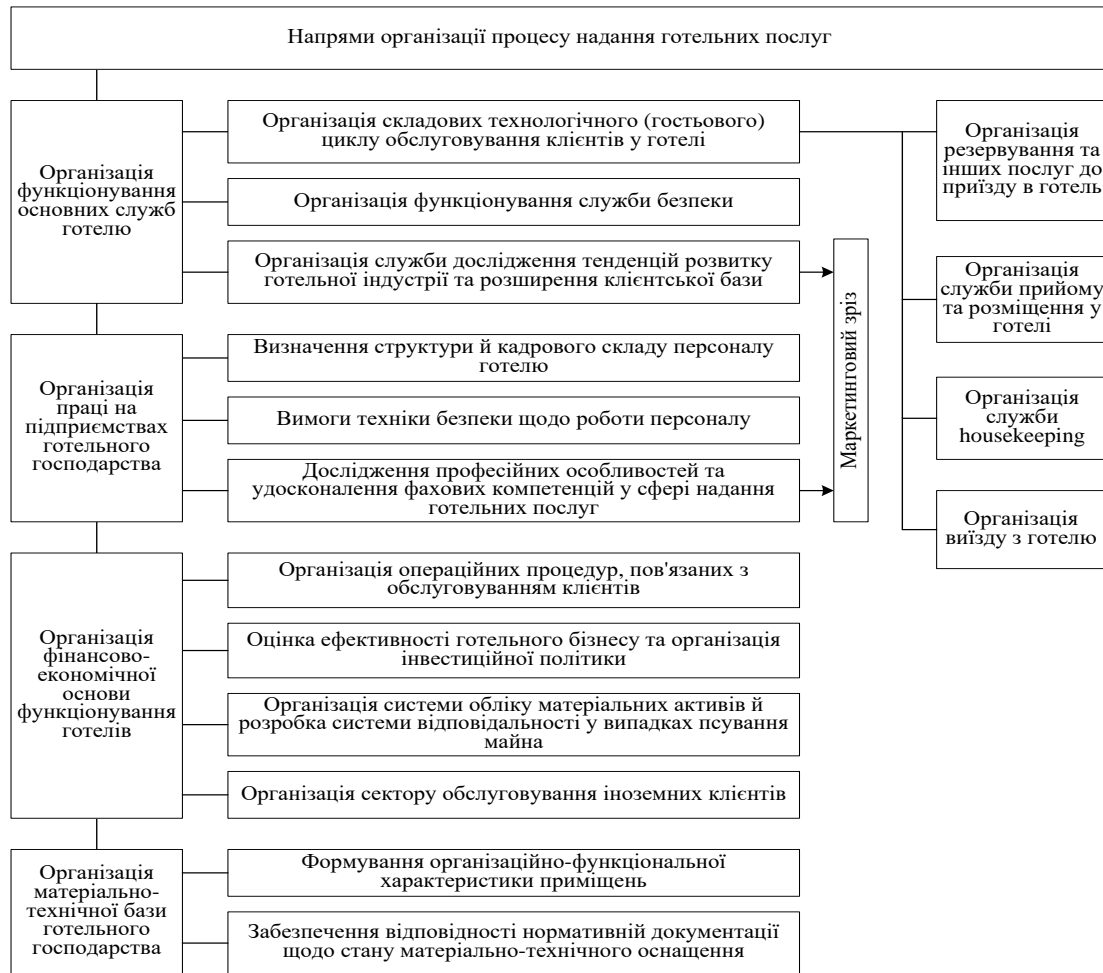 Напрями організації процесу надання готельних послуг
Організація
функціонування
основних служб
готелю
Організація складових технологічного (гостьового)
циклу обслуговування клієнтів у готелі
Організація функціонування служби безпеки
Організація служби дослідження тенденцій розвитку
готельної індустрії та розширення клієнтської бази
Організація
праці на
підприємствах
готельного
господарства
Визначення структури й кадрового складу персоналу
готелю
Вимоги техніки безпеки щодо роботи персоналу
Дослідження професійних особливостей та
удосконалення фахових компетенцій у сфері надання
готельних послуг
Маркетинговий зріз
Організація
резервування та
інших послуг до
приїзду в готель
Організація
служби прийому
та розміщення у
готелі
Організація
служби
housekeeping
Організація
виїзду з готелю
Організація
фінансово-
економічної
основи
функціонування
готелів
Організація операційних процедур, пов'язаних з
обслуговуванням клієнтів
Оцінка ефективності готельного бізнесу та організація
інвестиційної політики
Організація системи обліку матеріальних активів й
розробка системи відповідальності у випадках псування
майна
Організація сектору обслуговування іноземних клієнтів
Організація
матеріально-
технічної бази
готельного
господарства
Формування організаційно-функціональної
характеристики приміщень
Забезпечення відповідності нормативній документації
щодо стану матеріально-технічного оснащення